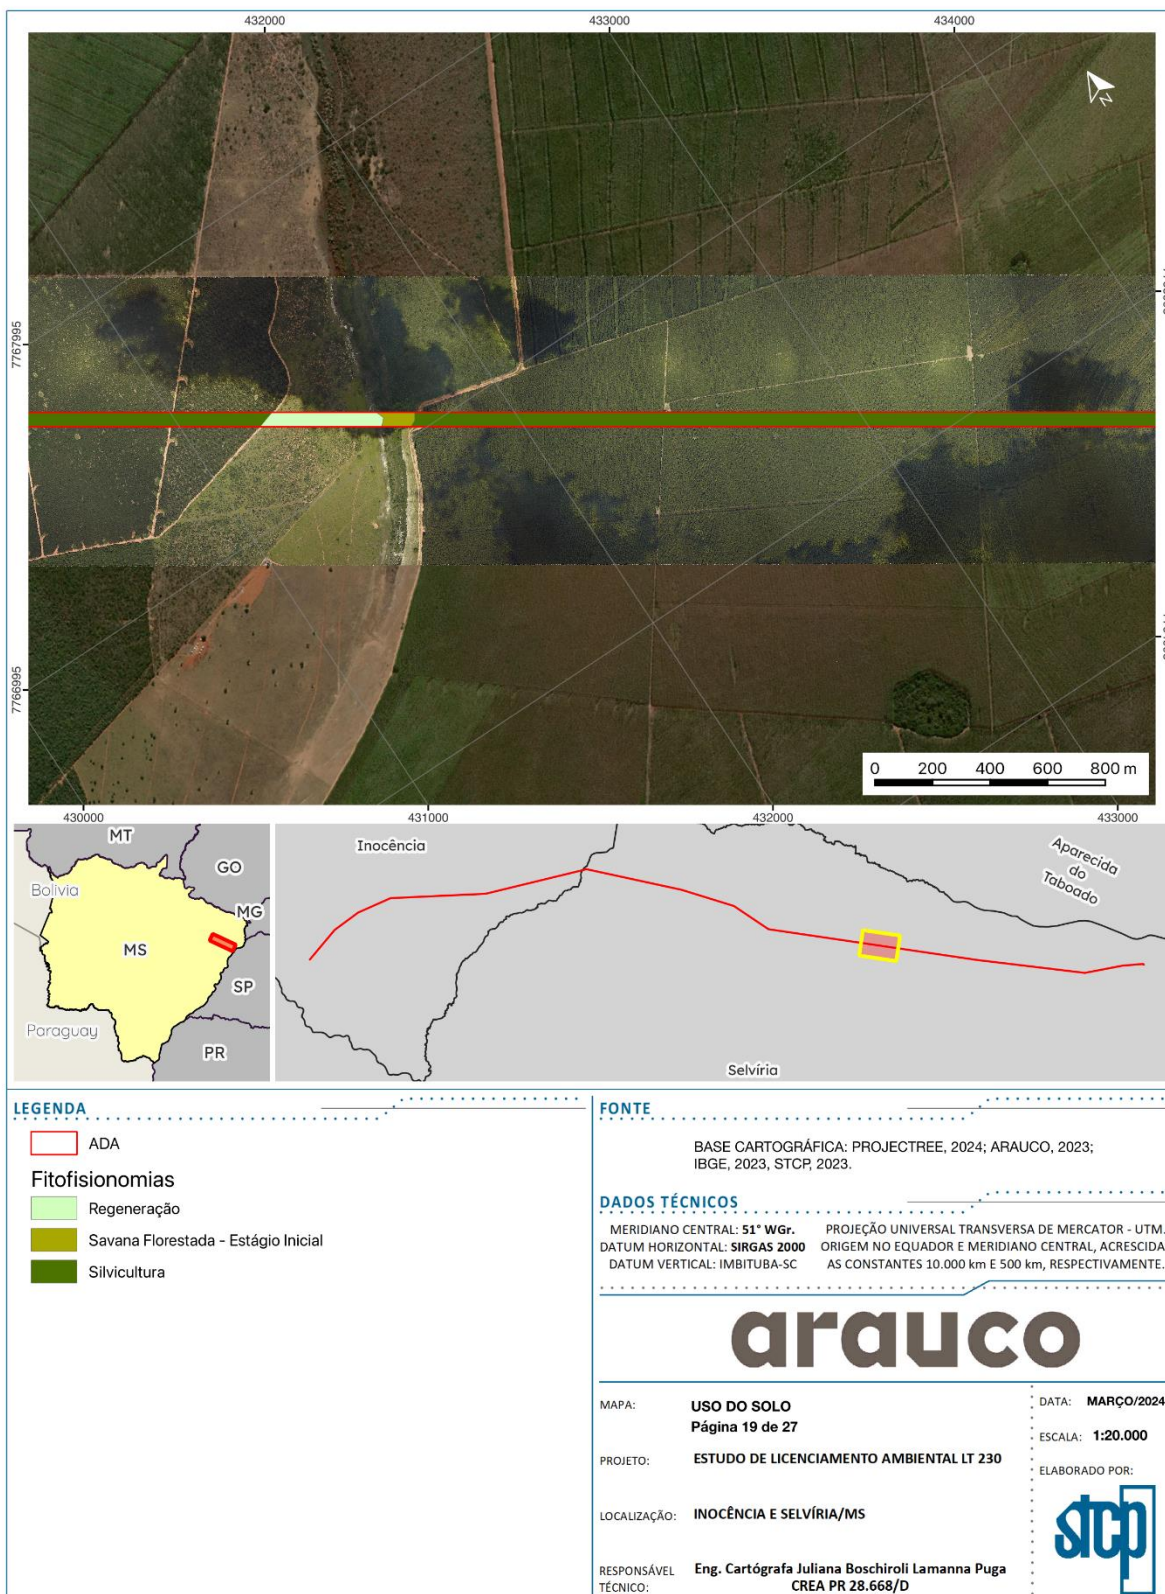 432000
433000
434000
N
7767995
7766995
0 200 400 600 800 m
430000
431000
432000
433000
MT
GO
Bolivia
MG
MS
SP
Paraguay
PR
Inocência
Aparecida
do
Taboado
Selvíria
LEGENDA
ADA
Fitofisionomias
Regeneração
Savana Florestada - Estágio Inicial
Silvicultura
FONTE
BASE CARTOGRÁFICA: PROJECTREE, 2024; ARAUCO, 2023;
IBGE, 2023, STCP, 2023.
DADOS TÉCNICOS
MERIDIANO CENTRAL: 51° WGr.
DATUM HORIZONTAL: SIRGAS 2000
DATUM VERTICAL: IMBITUBA-SC
PROJEÇÃO UNIVERSAL TRANSVERSA DE MERCATOR - UTM.
ORIGEM NO EQUADOR E MERIDIANO CENTRAL, ACRESCIDA
AS CONSTANTES 10.000 km E 500 km, RESPECTIVAMENTE.
arauco
MAPA: USO DO SOLO
Página 19 de 27
PROJETO: ESTUDO DE LICENCIAMENTO AMBIENTAL LT 230
LOCALIZAÇÃO: INOCÊNCIA E SELVÍRIA/MS
RESPONSÁVEL TÉCNICO: Eng. Cartógrafa Juliana Boschiroli Lamanna Puga
CREA PR 28.668/D
DATA: MARÇO/2024
ESCALA: 1:20.000
ELABORADO POR:
stcp